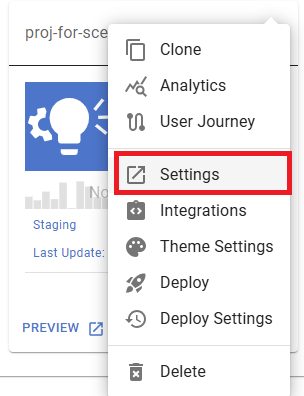 proj-for-sce
Clone
Analytics
User Journey
No
Settings
Staging
Integrations
Last Update:
Theme Settings
Deploy
PREVIEW
Deploy Settings
Delete